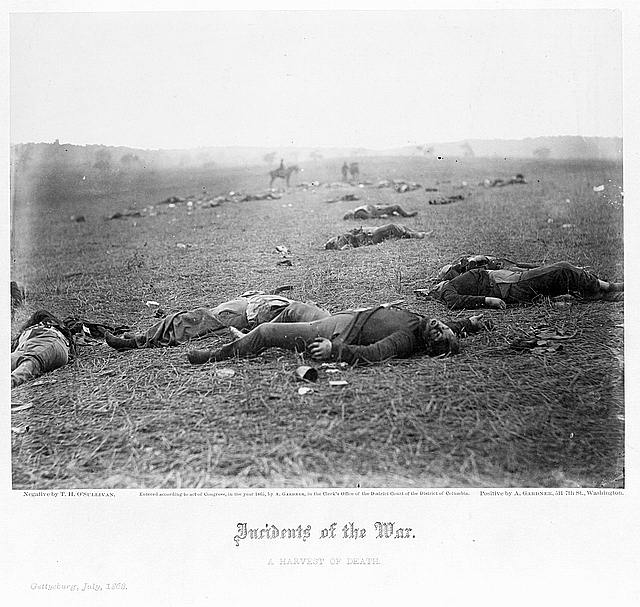 Negative by T. H. O'SULLIVAN. Entered according to act of Congress, in the year 1865, by A. GARDNER, in the Clerk's Office of the District Court of the District of Columbia. Positive by A. GARDNER, 511 7th St., Washington.
Incidents of the War.
A HARVEST OF DEATH.
Gettysburg, July, 1863.